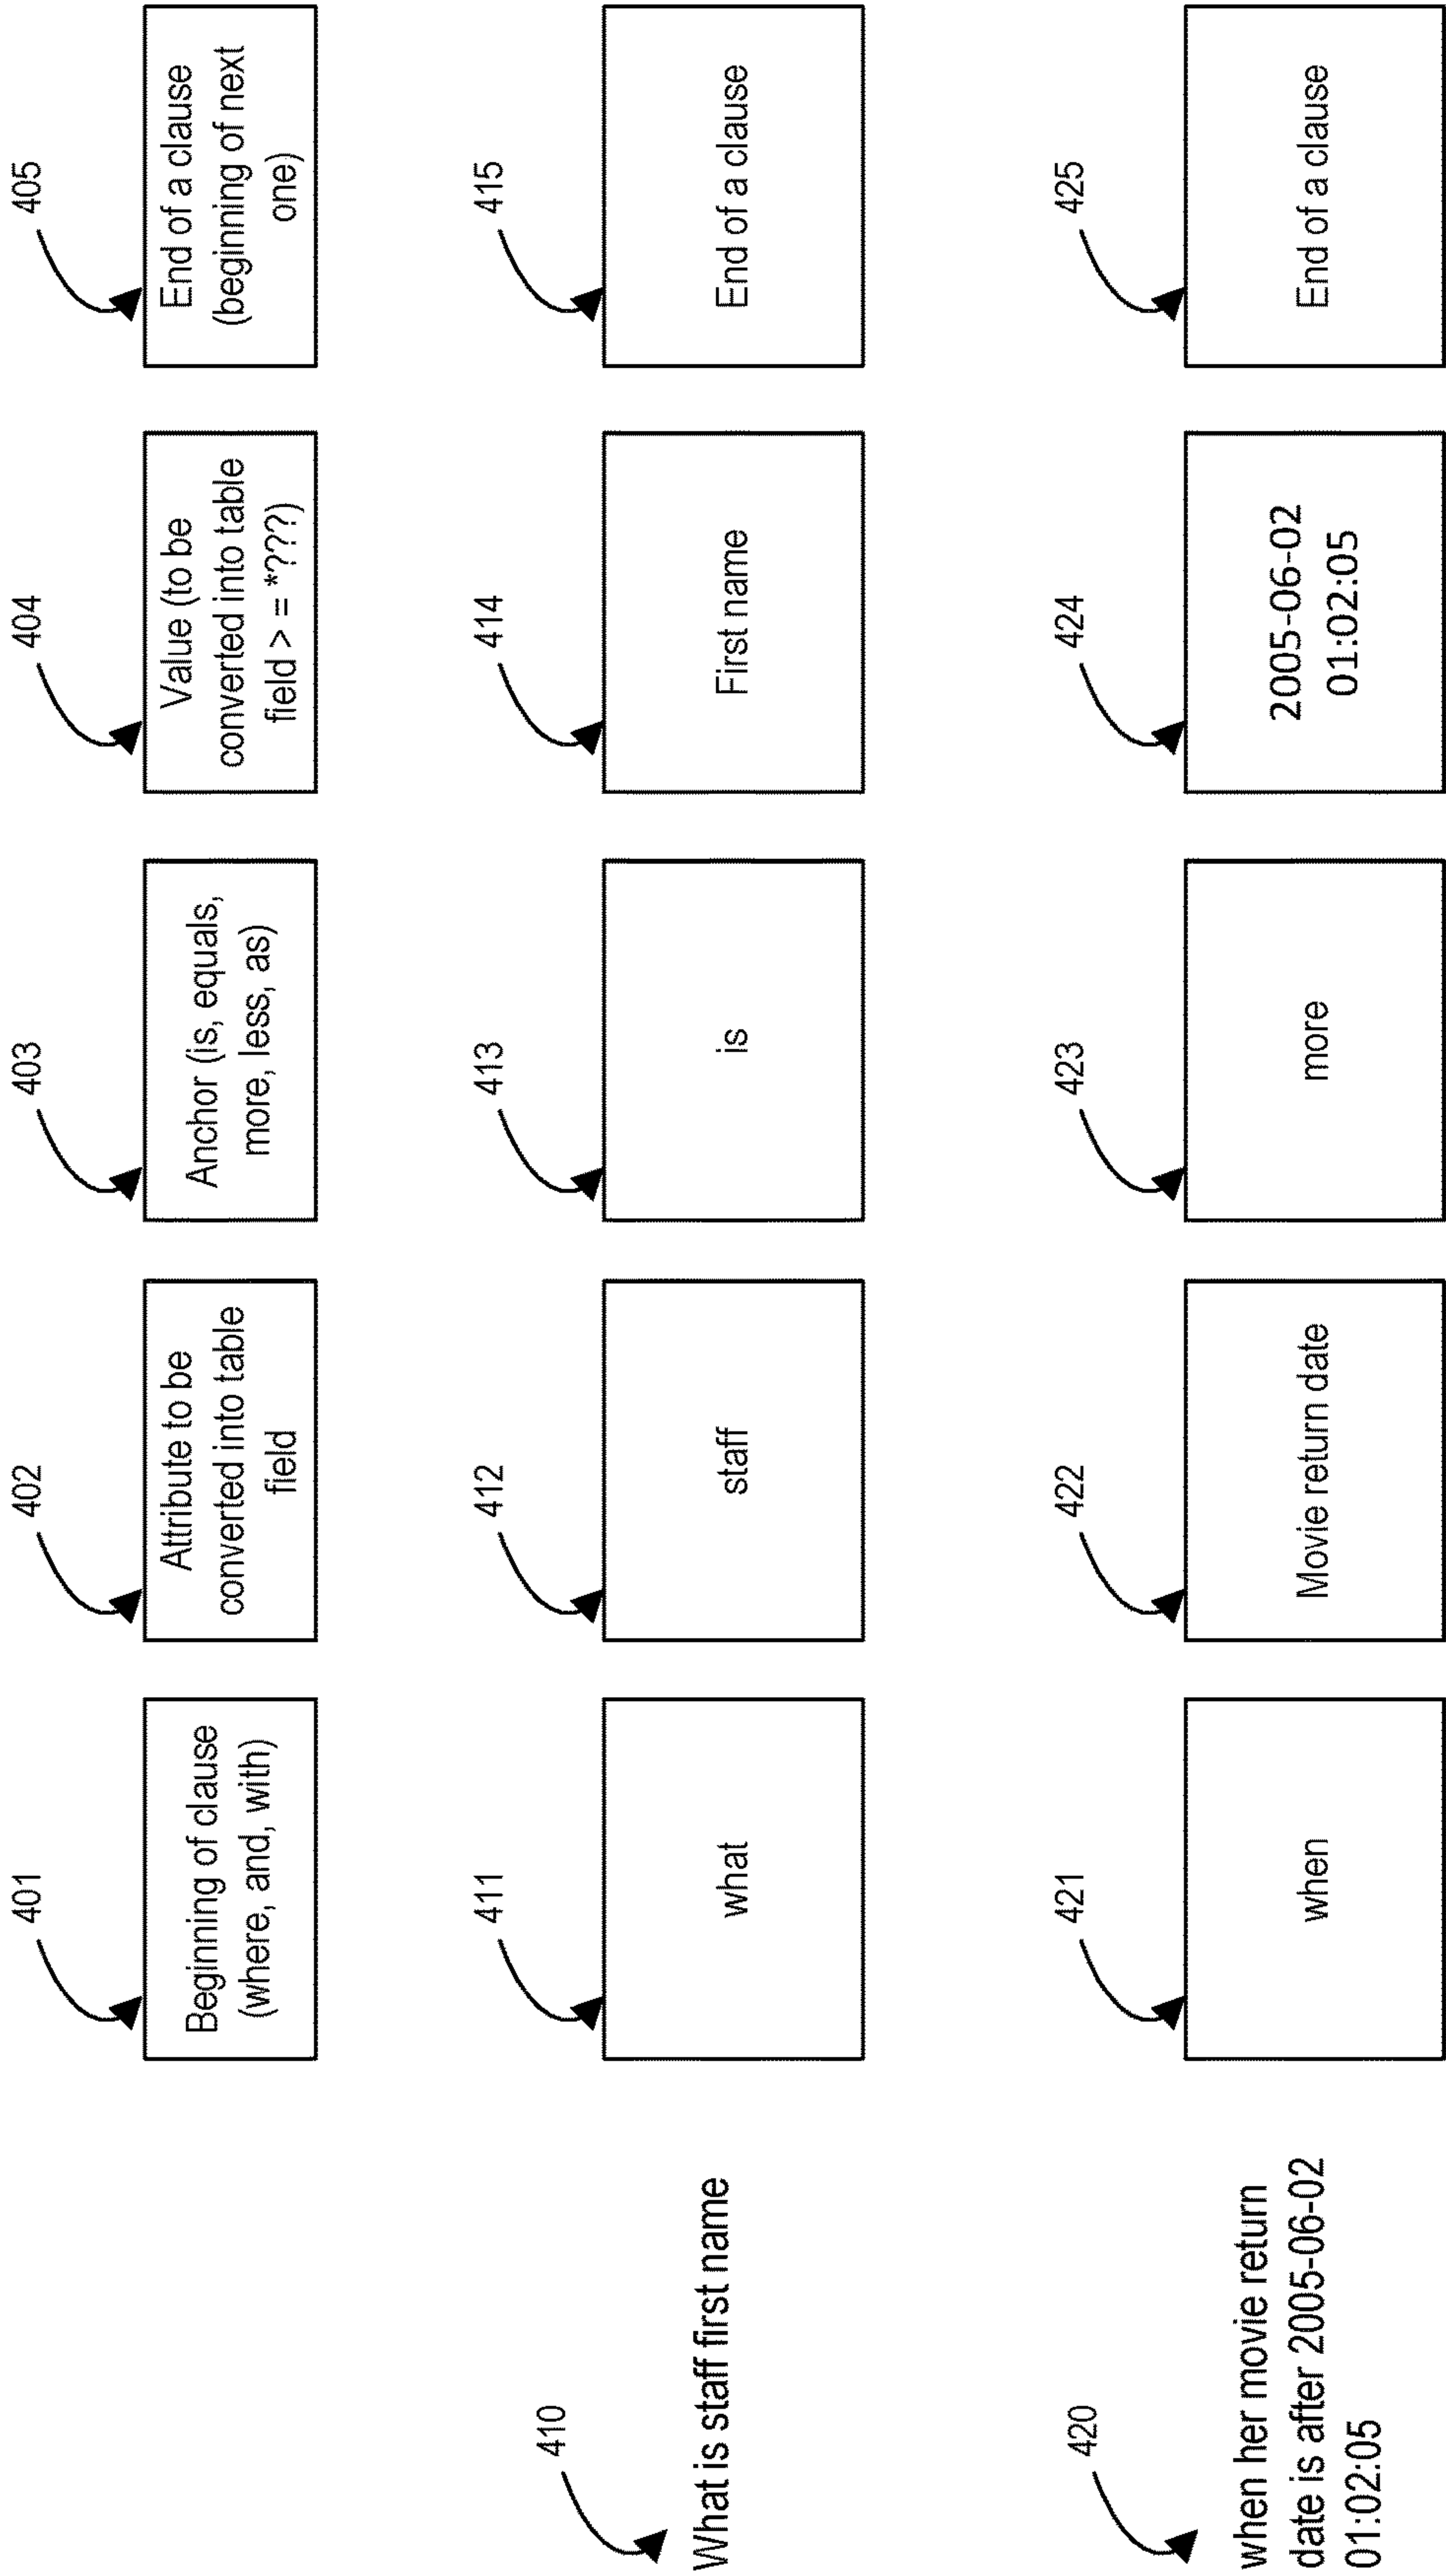 401
402
403
404
405
Beginning of clause
(where, and, with)
Attribute to be
converted into table
field
Anchor (is, equals,
more, less, as)
Value (to be
converted into table
field > = *???)
End of a clause
(beginning of next
one)
410
What is staff first name
411
412
413
414
415
what
staff
is
First name
End of a clause
420
when her movie return
date is after 2005-06-02
01:02:05
421
422
423
424
425
when
Movie return date
more
2005-06-02
01:02:05
End of a clause